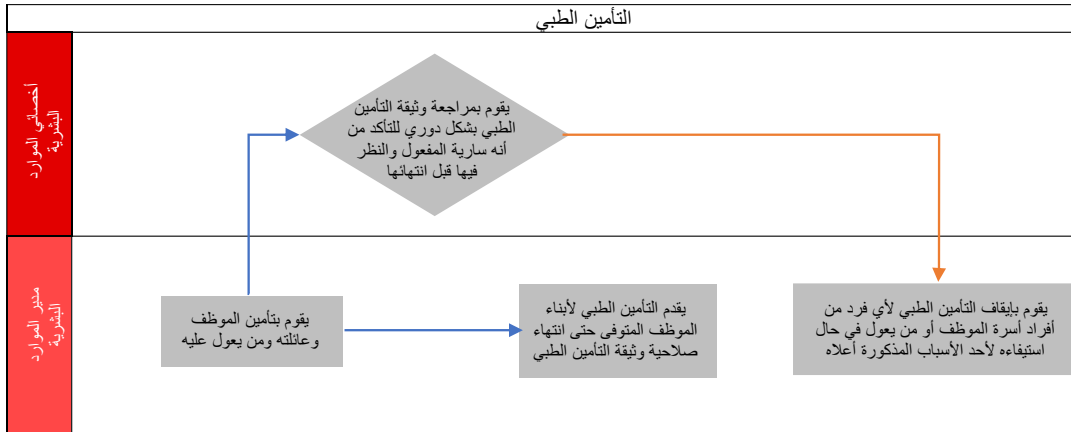 التأمين الطبي
أخصائي الموارد
البشرية
يقوم بمراجعة وثيقة التأمين
الطبي بشكل دوري للتأكد من
أنه سارية المفعول والنظر
فيها قبل انتهائها
مدير الموارد
البشرية
يقوم بتأمين الموظف
وعائلته ومن يعول عليه
يقدم التأمين الطبي لأبناء
الموظف المتوفى حتى انتهاء
صلاحية وثيقة التأمين الطبي
يقوم بإيقاف التأمين الطبي لأي فرد من
أفراد أسرة الموظف أو من يعول في حال
استيفاءه لأحد الأسباب المذكورة أعلاه